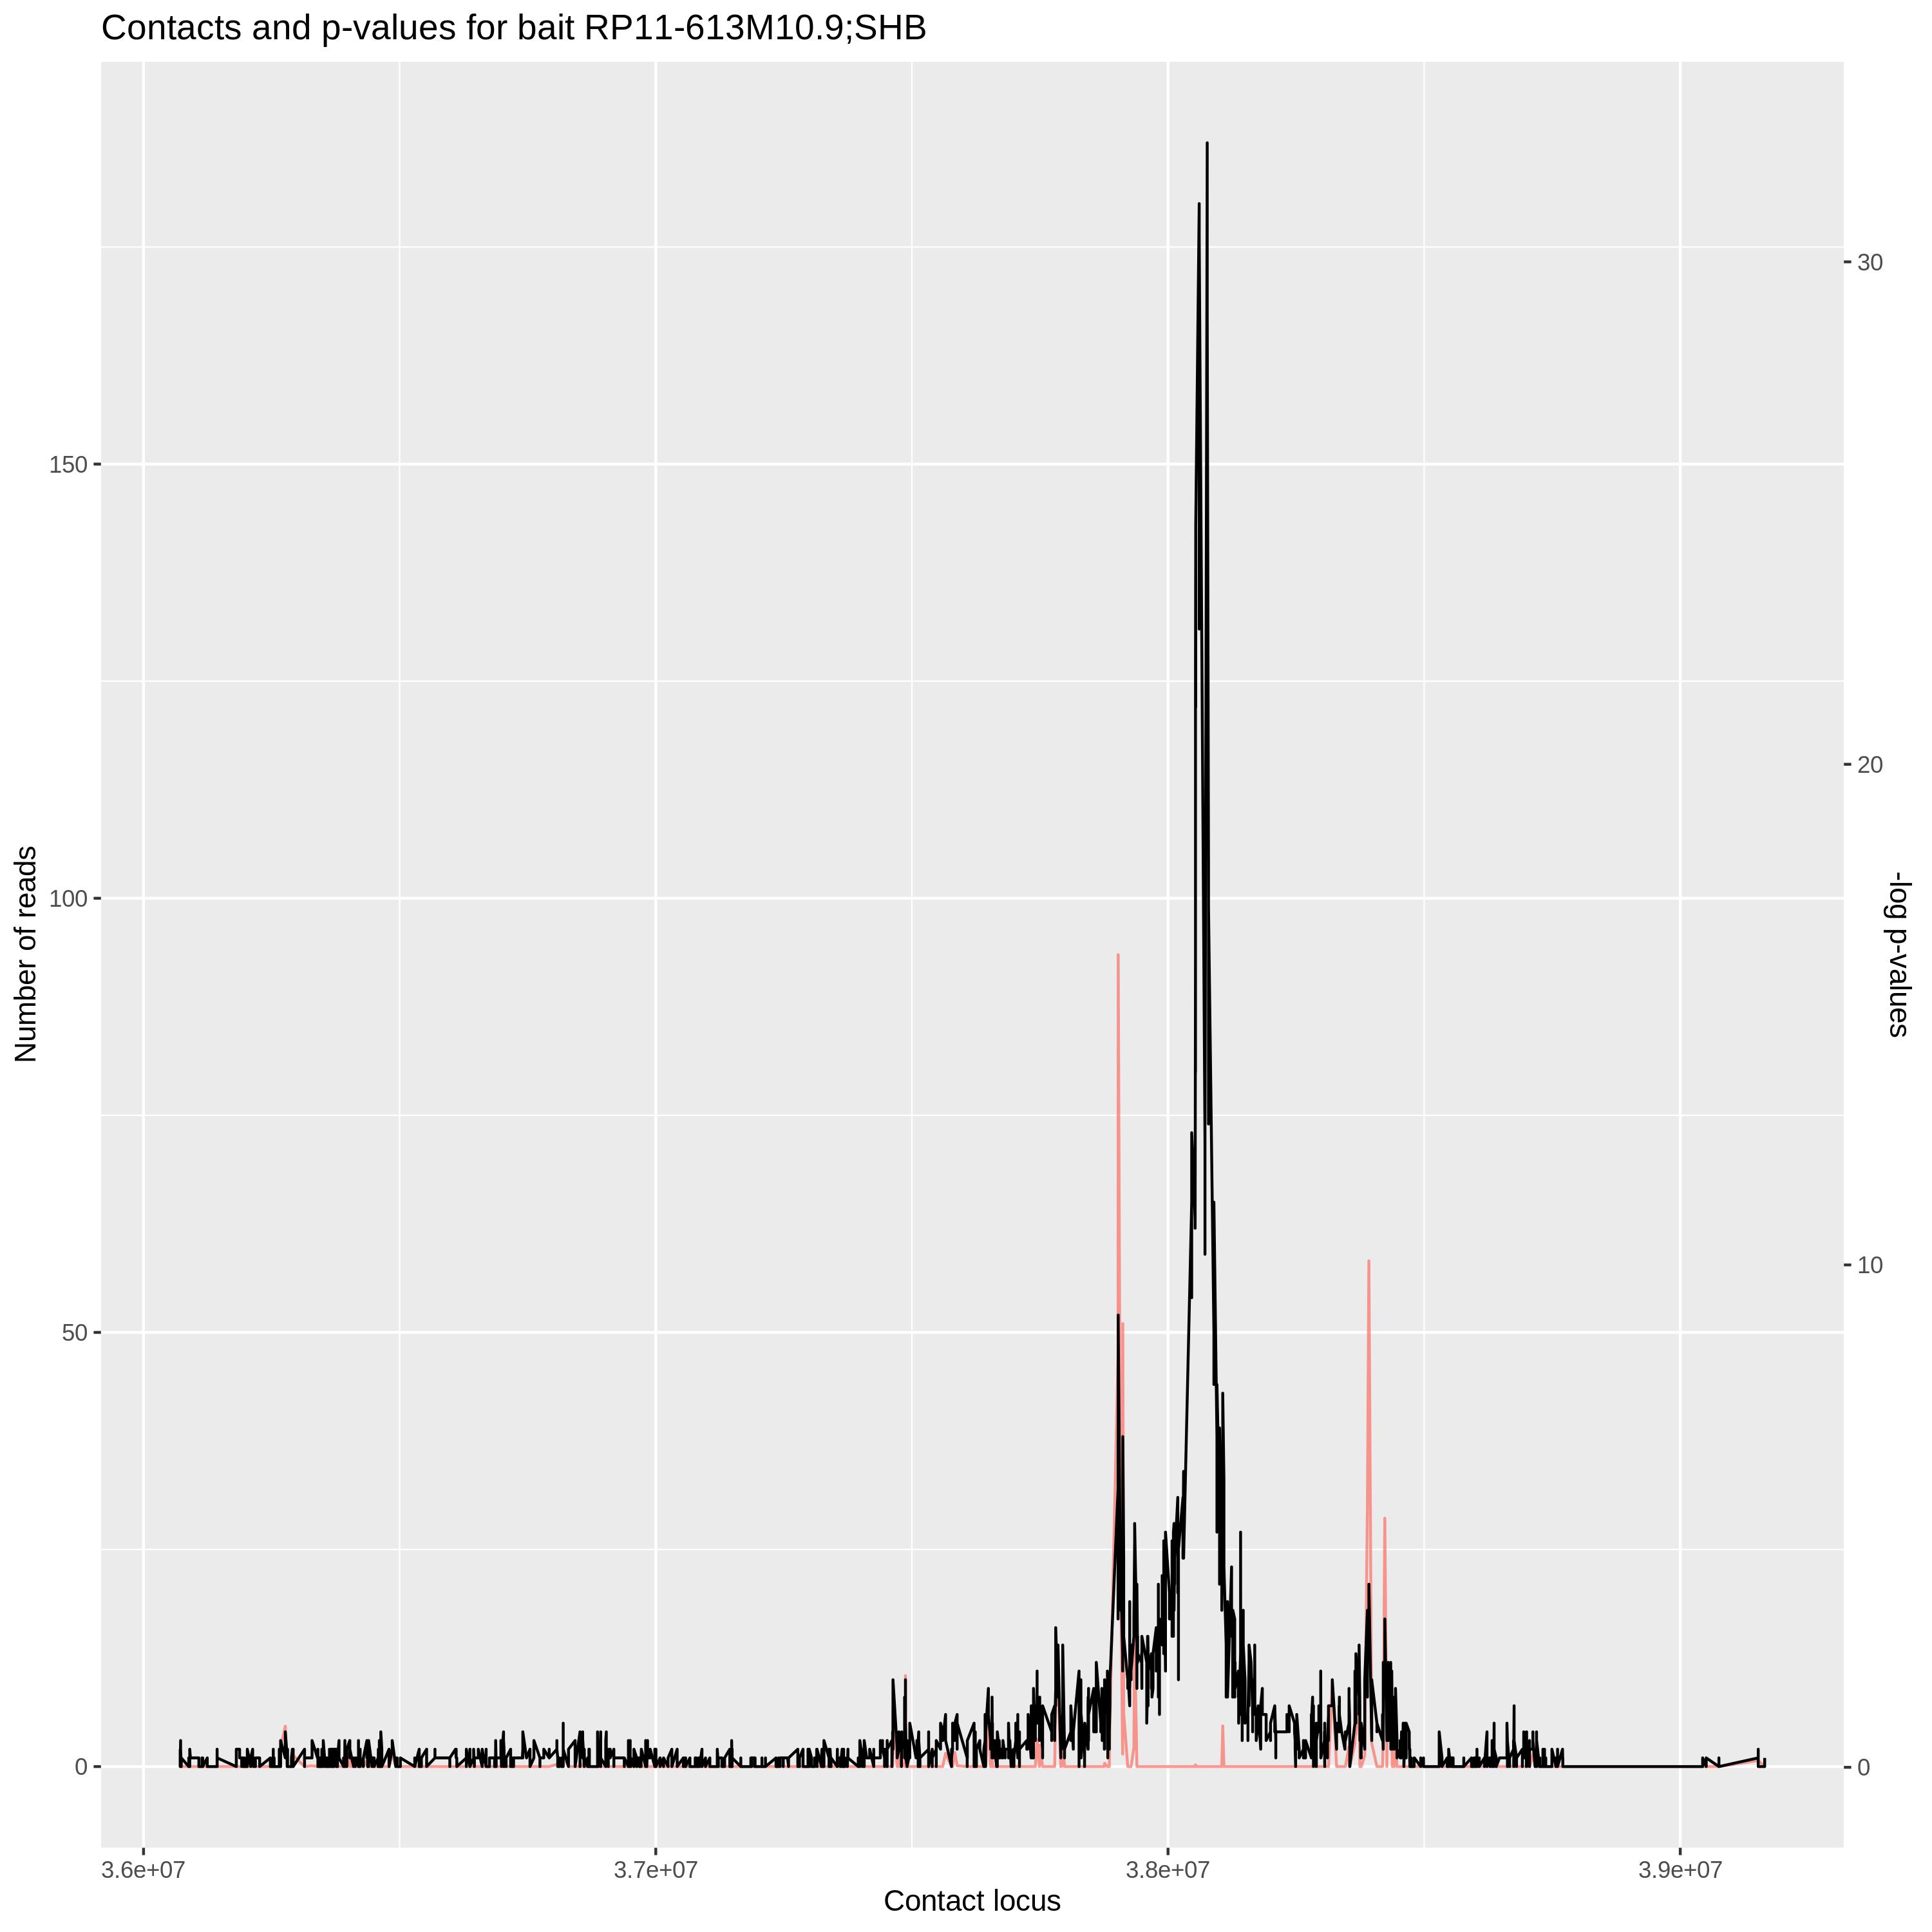 Contacts and p-values for bait RP11-613M10.9;SHB
Number of reads
150
100
50
0
30
20
10
0
-log p-values
3.6e+07
3.7e+07
3.8e+07
3.9e+07
Contact locus